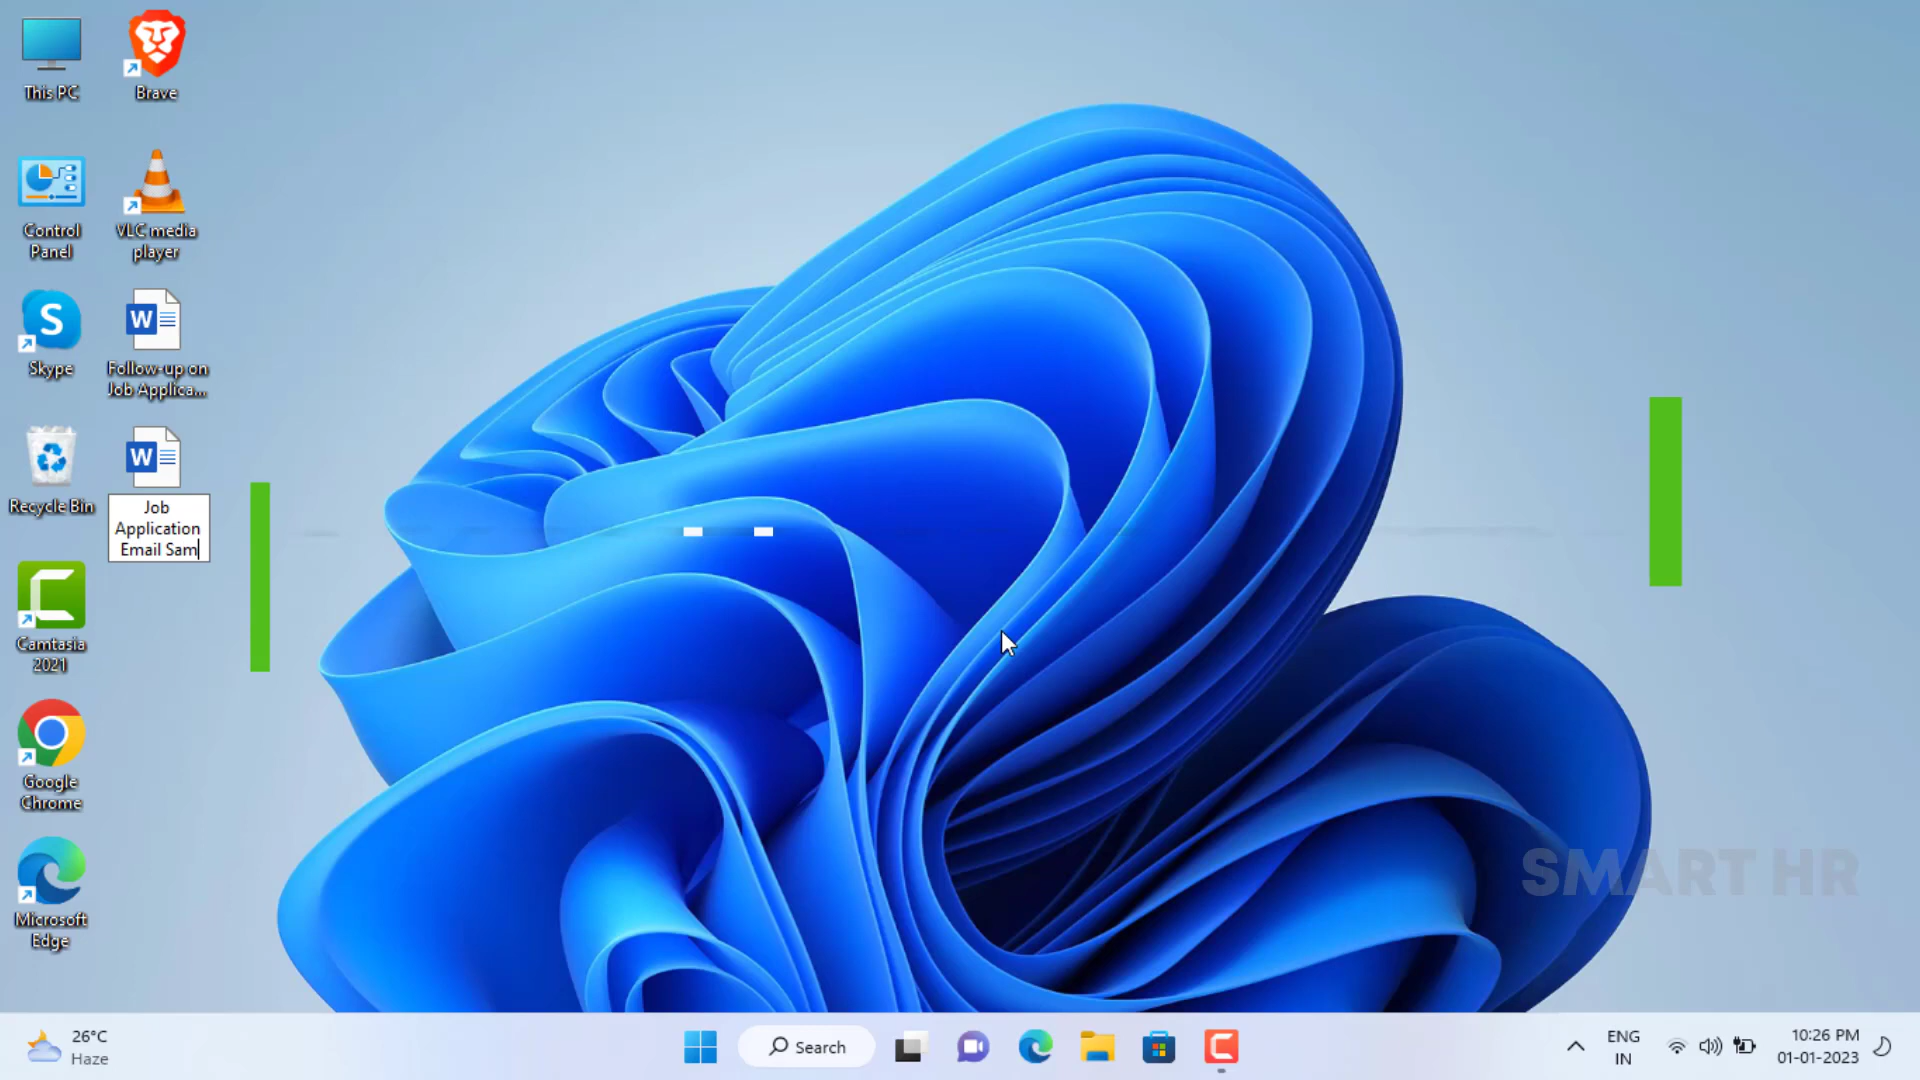 This PC
Brave
Control
Panel
VLC media
player
Skype
Follow-up on
Job Applica...
Recycle Bin
Job
Application
Email Sam
Camtasia
2021
Google
Chrome
Microsoft
Edge
SMART HR
26°C
Haze
Search
ENG
IN
10:26 PM
01-01-2023